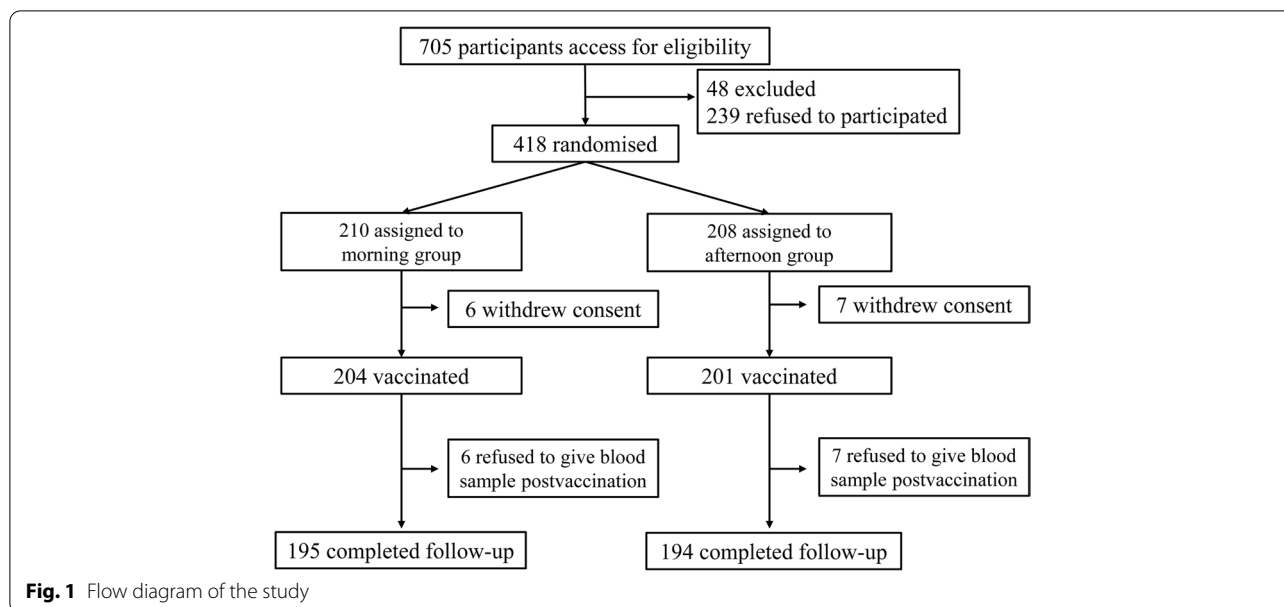 705 participants access for eligibility
48 excluded
239 refused to participated
418 randomised
210 assigned to
morning group
208 assigned to
afternoon group
6 withdrew consent
7 withdrew consent
204 vaccinated
201 vaccinated
6 refused to give blood
sample postvaccination
7 refused to give blood
sample postvaccination
195 completed follow-up
194 completed follow-up
Fig. 1 Flow diagram of the study